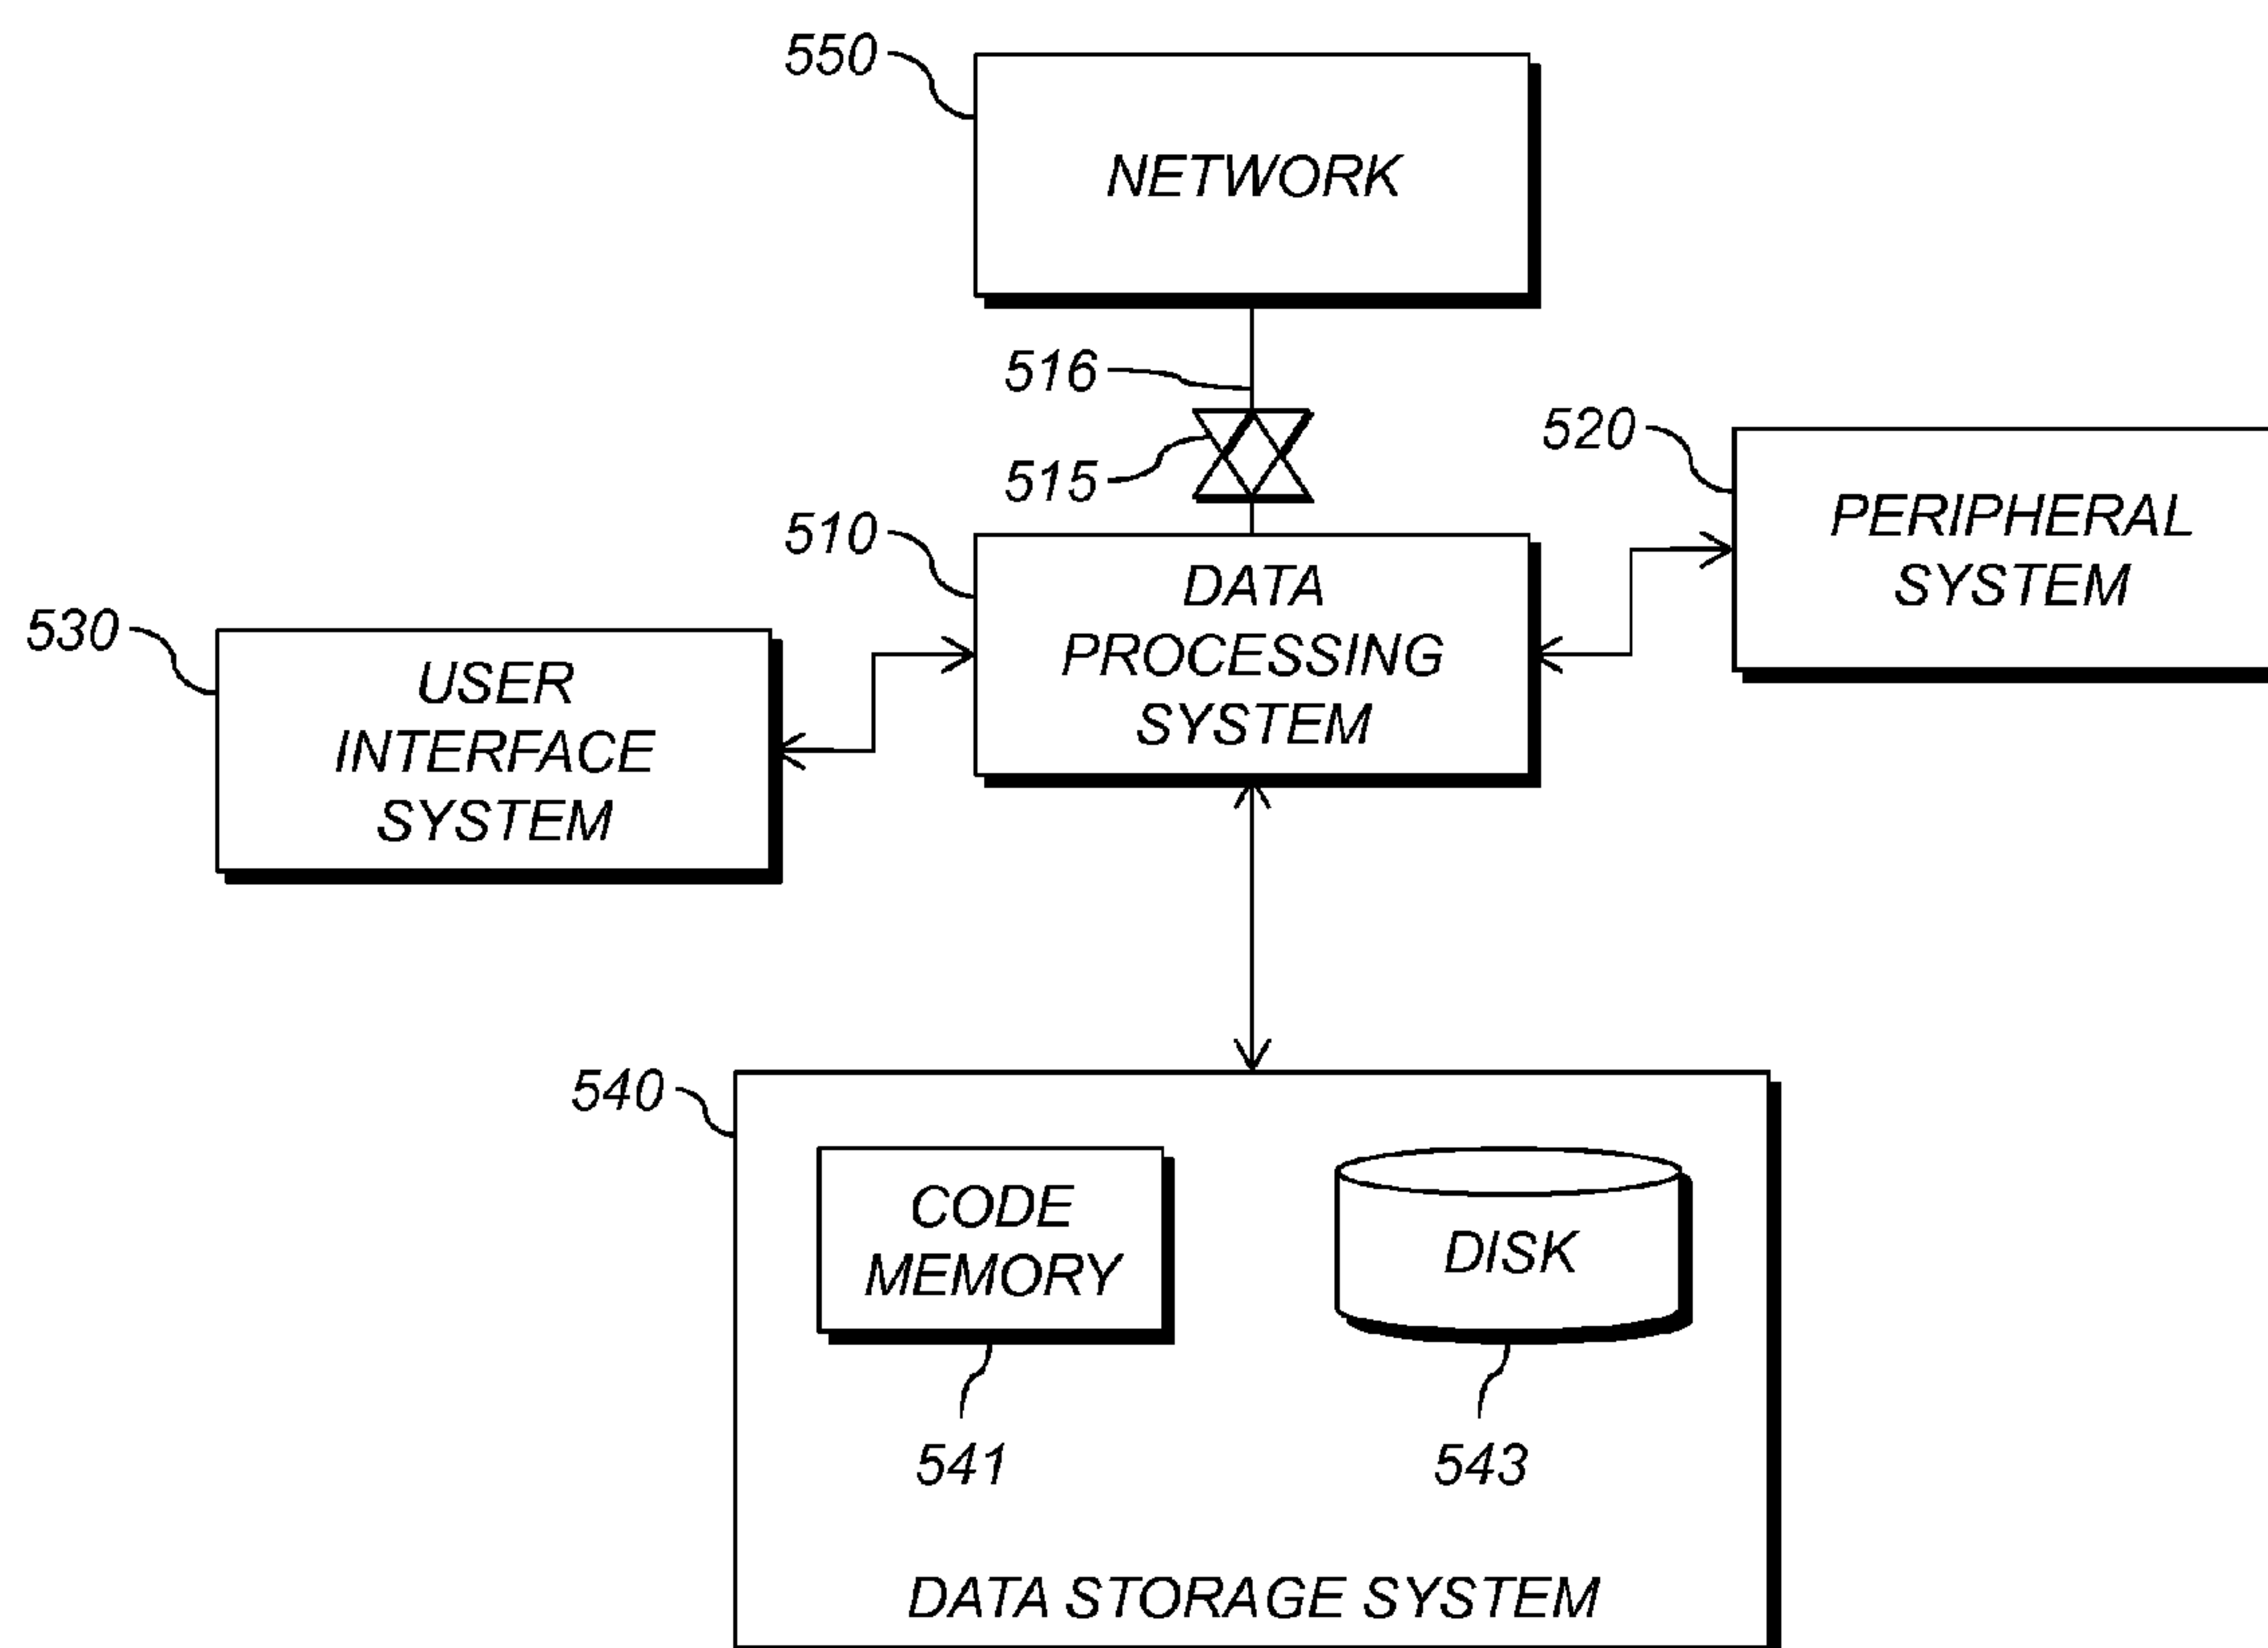 550
NETWORK
516
515
520
PERIPHERAL
SYSTEM
510
DATA
PROCESSING
SYSTEM
530
USER
INTERFACE
SYSTEM
540
CODE
MEMORY
DISK
541
543
DATA STORAGE SYSTEM